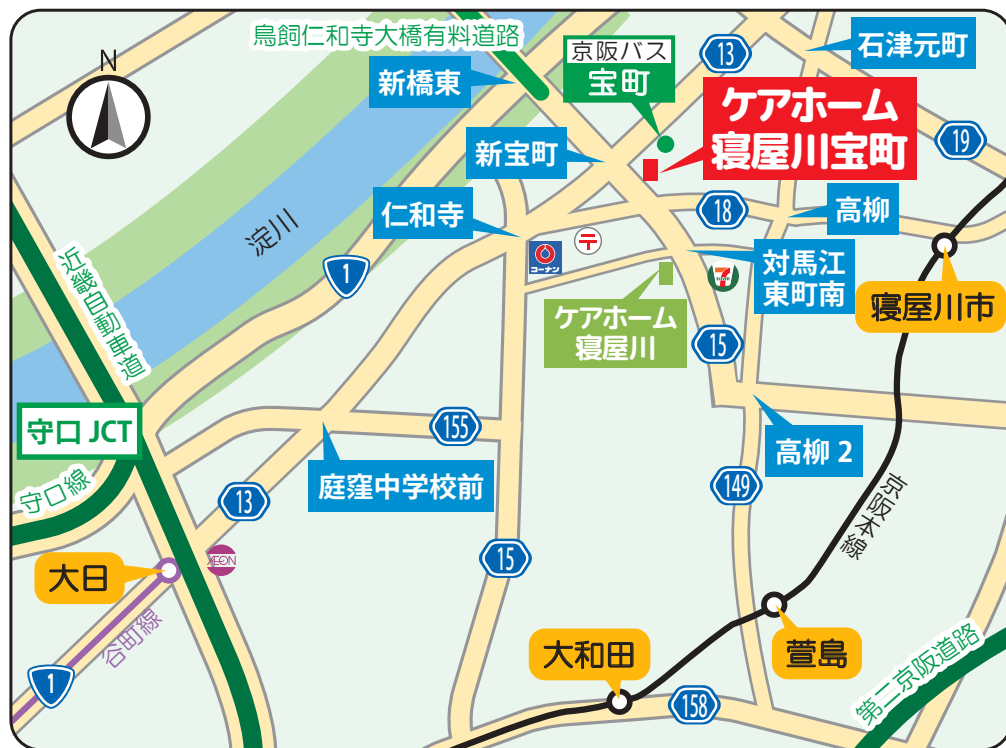 鳥飼仁和寺大橋有料道路
N
京阪バス
宝町
13
石津元町
新橋東
ケアホーム
寝屋川宝町
19
新宝町
仁和寺
18
高柳
淀川
〒
コーナン
対馬江
東町南
7
ELEVEN
1
近畿自動車道
寝屋川市
ケアホーム
寝屋川
15
守口 JCT
155
高柳 2
庭窪中学校前
149
守口線
13
京阪本線
ÆON
15
大日
谷町線
大和田
萱島
1
158
第二京阪道路